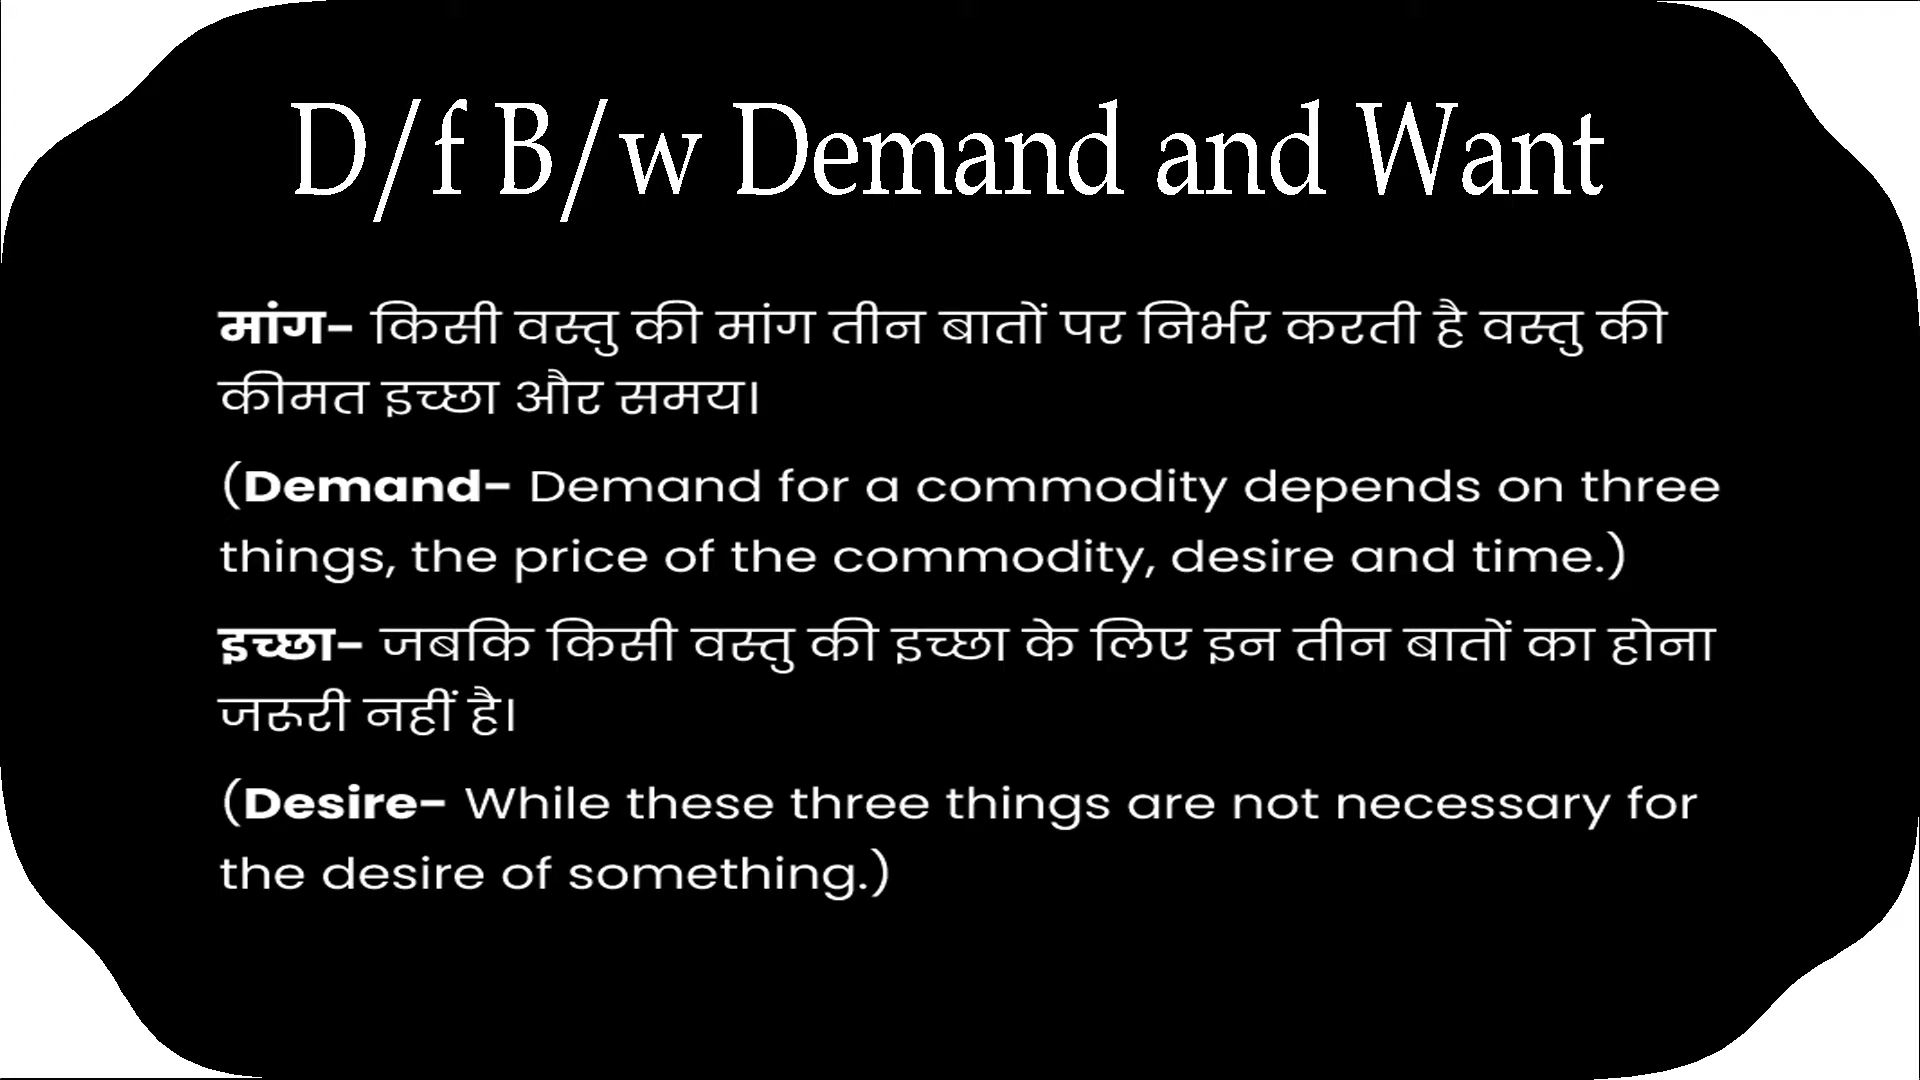 D/f B/w Demand and Want
मांग- किसी वस्तु की मांग तीन बातों पर निर्भर करती है वस्तु की
कीमत इच्छा और समय।
(Demand- Demand for a commodity depends on three
things, the price of the commodity, desire and time.)
इच्छा- जबकि किसी वस्तु की इच्छा के लिए इन तीन बातों का होना
जरूरी नहीं है।
(Desire- While these three things are not necessary for
the desire of something.)